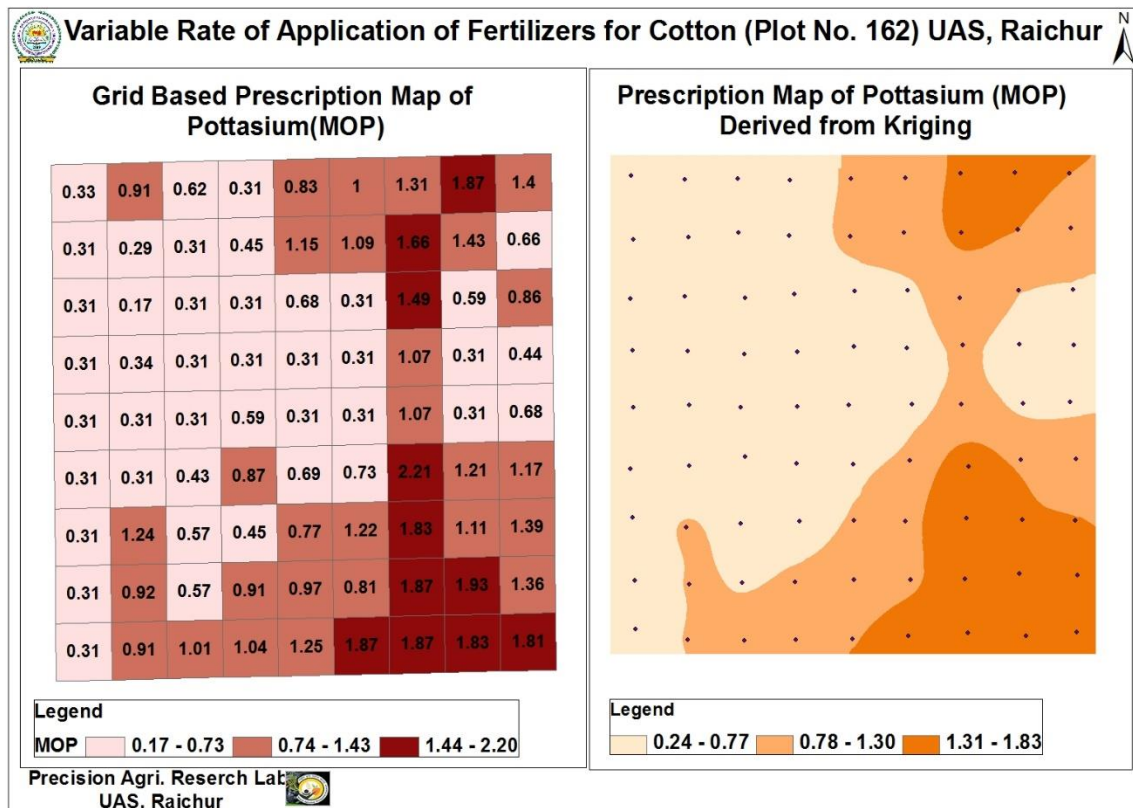 Variable Rate of Application of Fertilizers for Cotton (Plot No. 162) UAS, Raichur
N
Grid Based Prescription Map of
Pottasium(MOP)
0.33 0.91 0.62 0.31 0.83 1 1.31 1.87 1.4
0.31 0.29 0.31 0.45 1.15 1.09 1.66 1.43 0.66
0.31 0.17 0.31 0.31 0.68 0.31 1.49 0.59 0.86
0.31 0.34 0.31 0.31 0.31 0.31 1.07 0.31 0.44
0.31 0.31 0.31 0.59 0.31 0.31 1.07 0.31 0.68
0.31 0.31 0.43 0.87 0.69 0.73 2.21 1.21 1.17
0.31 1.24 0.57 0.45 0.77 1.22 1.83 1.11 1.39
0.31 0.92 0.57 0.91 0.97 0.81 1.87 1.93 1.36
0.31 0.91 1.01 1.04 1.25 1.87 1.87 1.83 1.81
Legend
MOP 0.17 - 0.73 0.74 - 1.43 1.44 - 2.20
Prescription Map of Pottasium (MOP)
Derived from Kriging
Legend
0.24 - 0.77 0.78 - 1.30 1.31 - 1.83
Precision Agri. Reserch Lab
UAS, Raichur